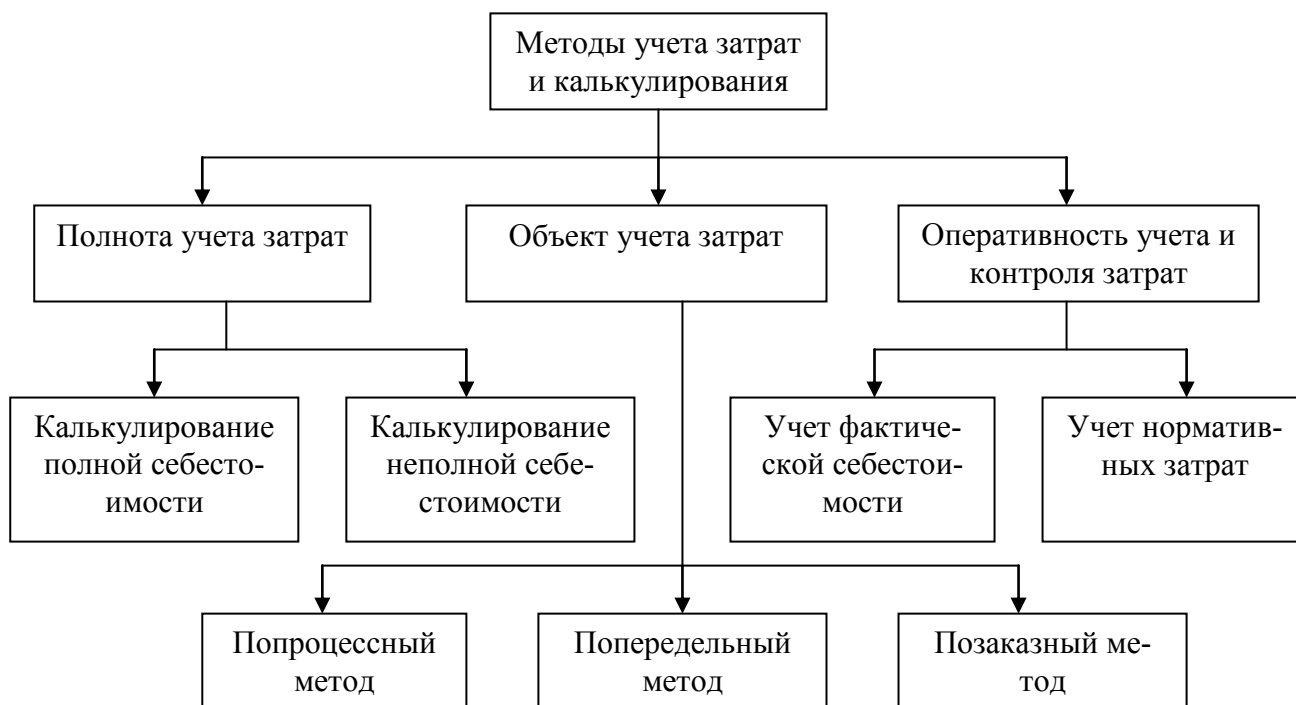 Методы учета затрат
и калькулирования
Полнота учета затрат
Объект учета затрат
Оперативность учета и
контроля затрат
Калькулирование
полной себесто-
имости
Калькулирование
неполной себе-
стоимости
Учет фактиче-
ской себестои-
мости
Учет норматив-
ных затрат
Попроцессный
метод
Попередельный
метод
Позаказный ме-
тод